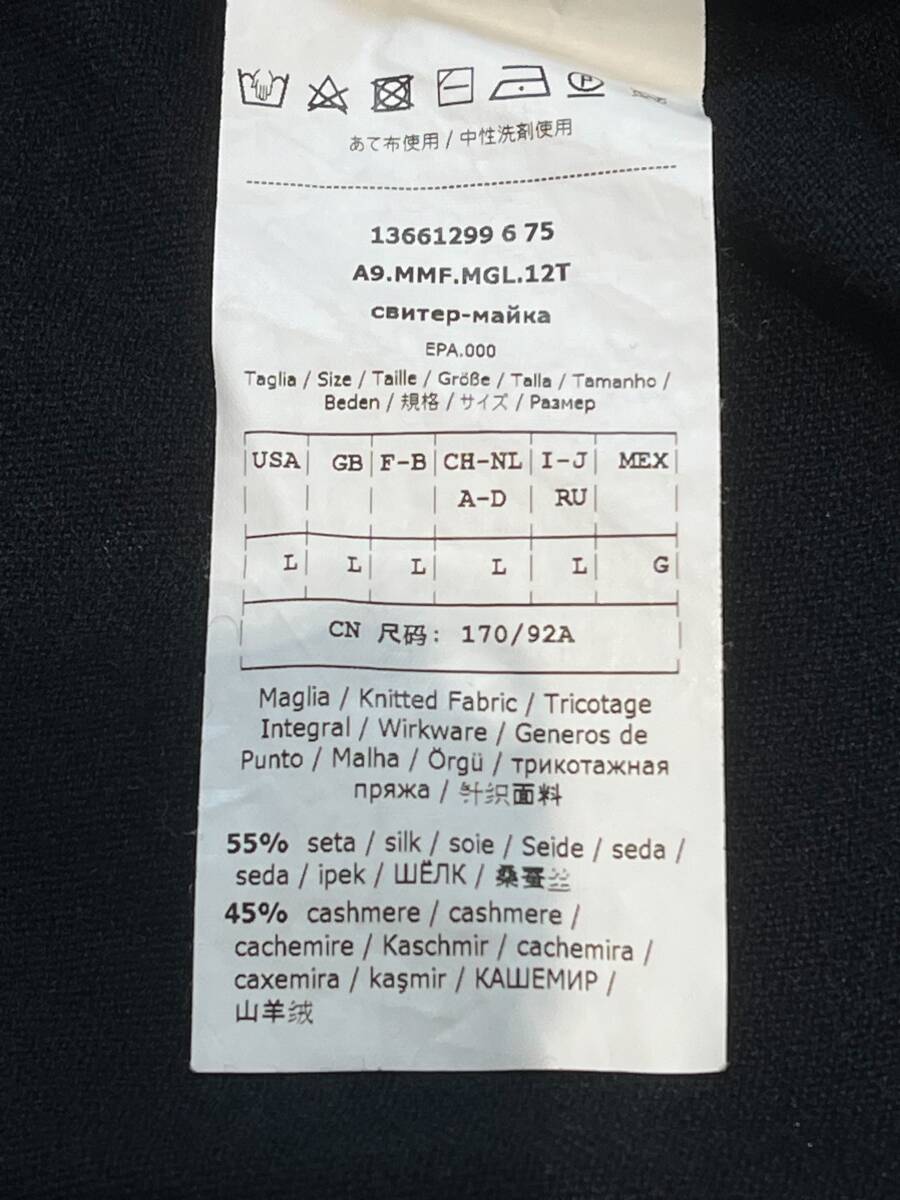 あて布使用 / 中性洗剤使用
13661299 6 75
A9.MMF.MGL.12T
свитер-майка
EPA.000
Taglia / Size / Taille / Größe / Talla / Tamanho /
Beden / 規格 / サイズ / Размер
USA GB F-B CH-NL I-J MEX
A-D RU
L L L L L G
CN 尺码: 170/92A
Maglia / Knitted Fabric / Tricotage
Integral / Wirkware / Generos de
Punto / Malha / Örgü / трикотажная
пряжа / 针织面料
55% seta / silk / soie / Seide / seda /
seda / ipek / ШЁЛК / 桑蚕丝
45% cashmere / cashmere /
cachemire / Kaschmir / cachemira /
caxemira / kaşmir / КАШЕМИР /
山羊绒